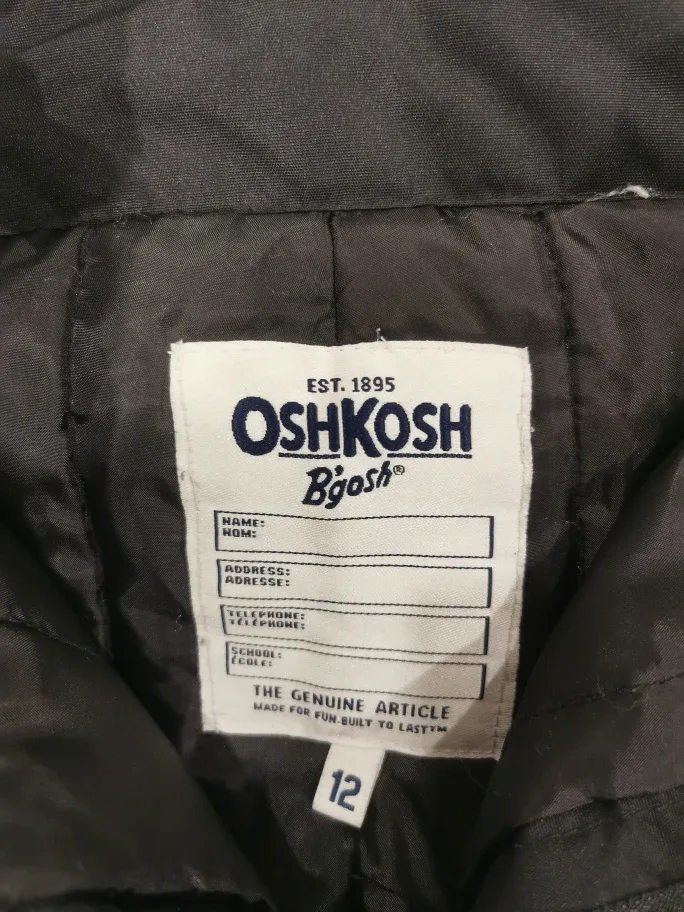 EST. 1895
OSHKOSH
B'gosh®
NAME:
NOM:
ADDRESS:
ADRESSE:
TELEPHONE:
TÉLÉPHONE:
SCHOOL:
ÉCOLE:
THE GENUINE ARTICLE
MADE FOR FUN-BUILT TO LAST™
12